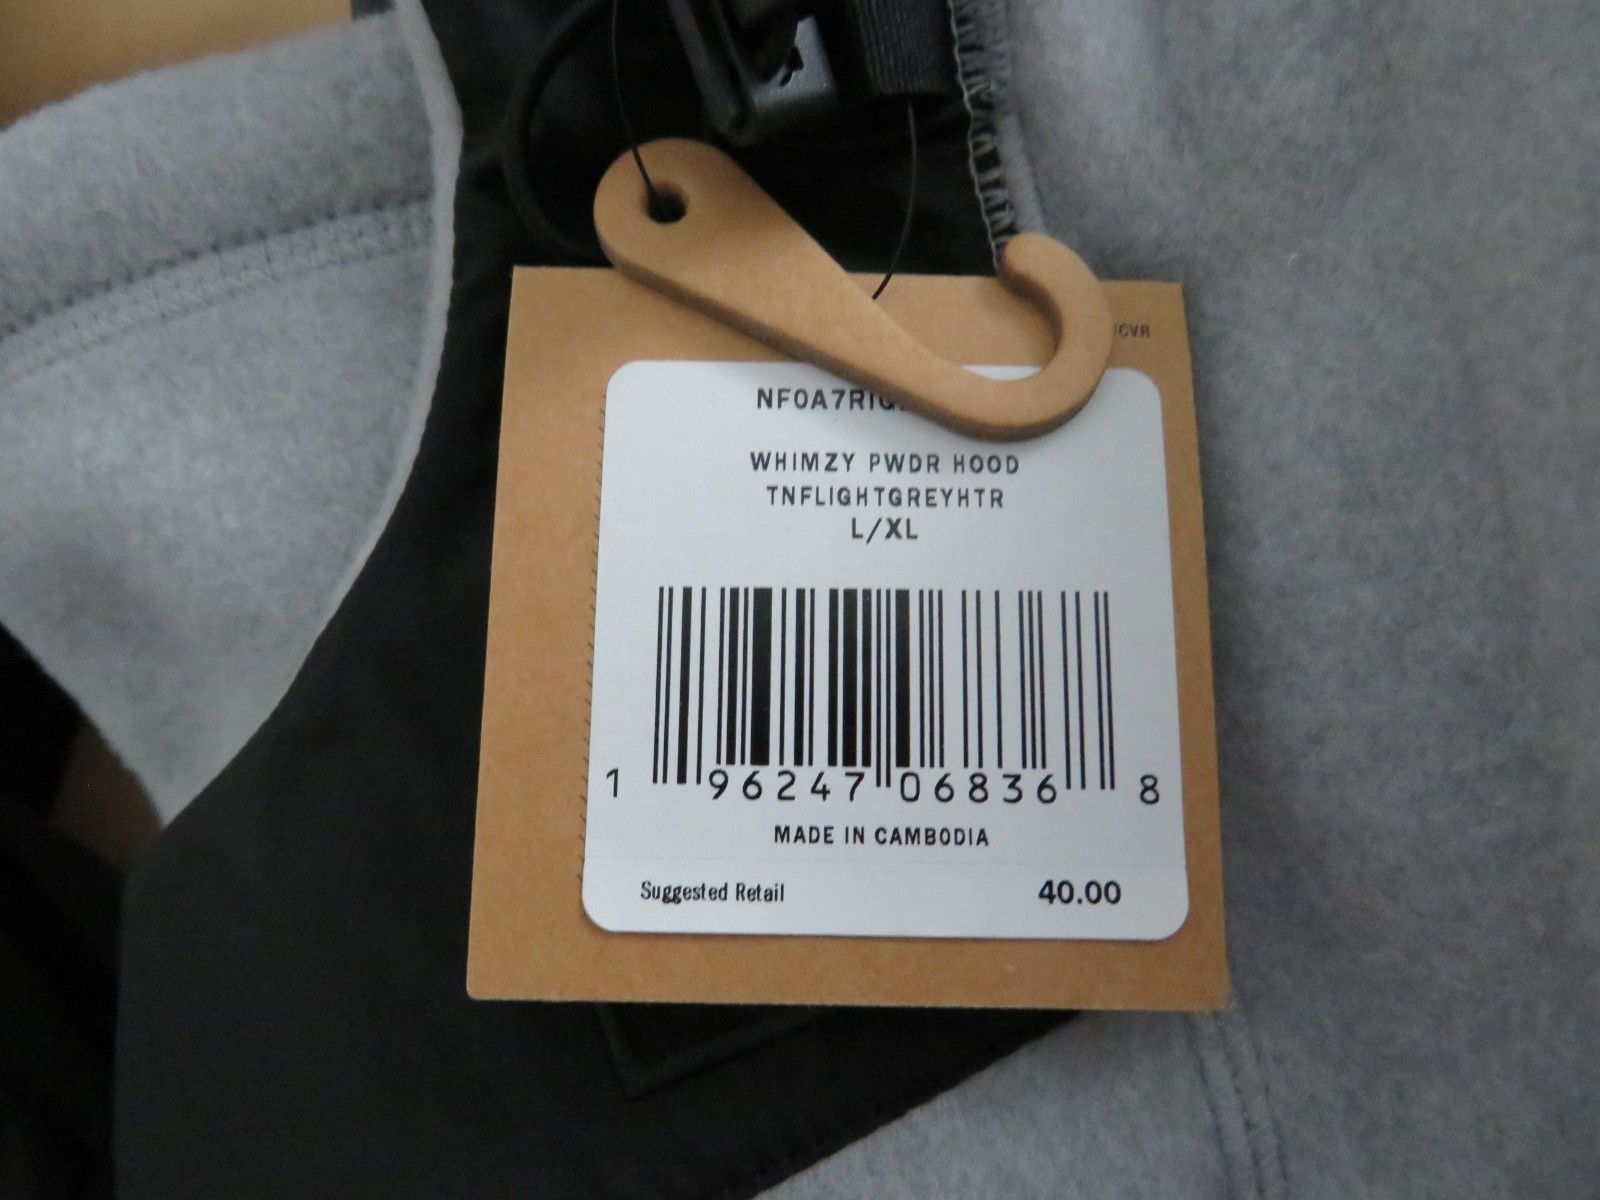 WHIMZY PWDR HOOD
TNFLIGHTGREYHTR
L/XL
1 96247 06836 8
MADE IN CAMBODIA
Suggested Retail 40.00